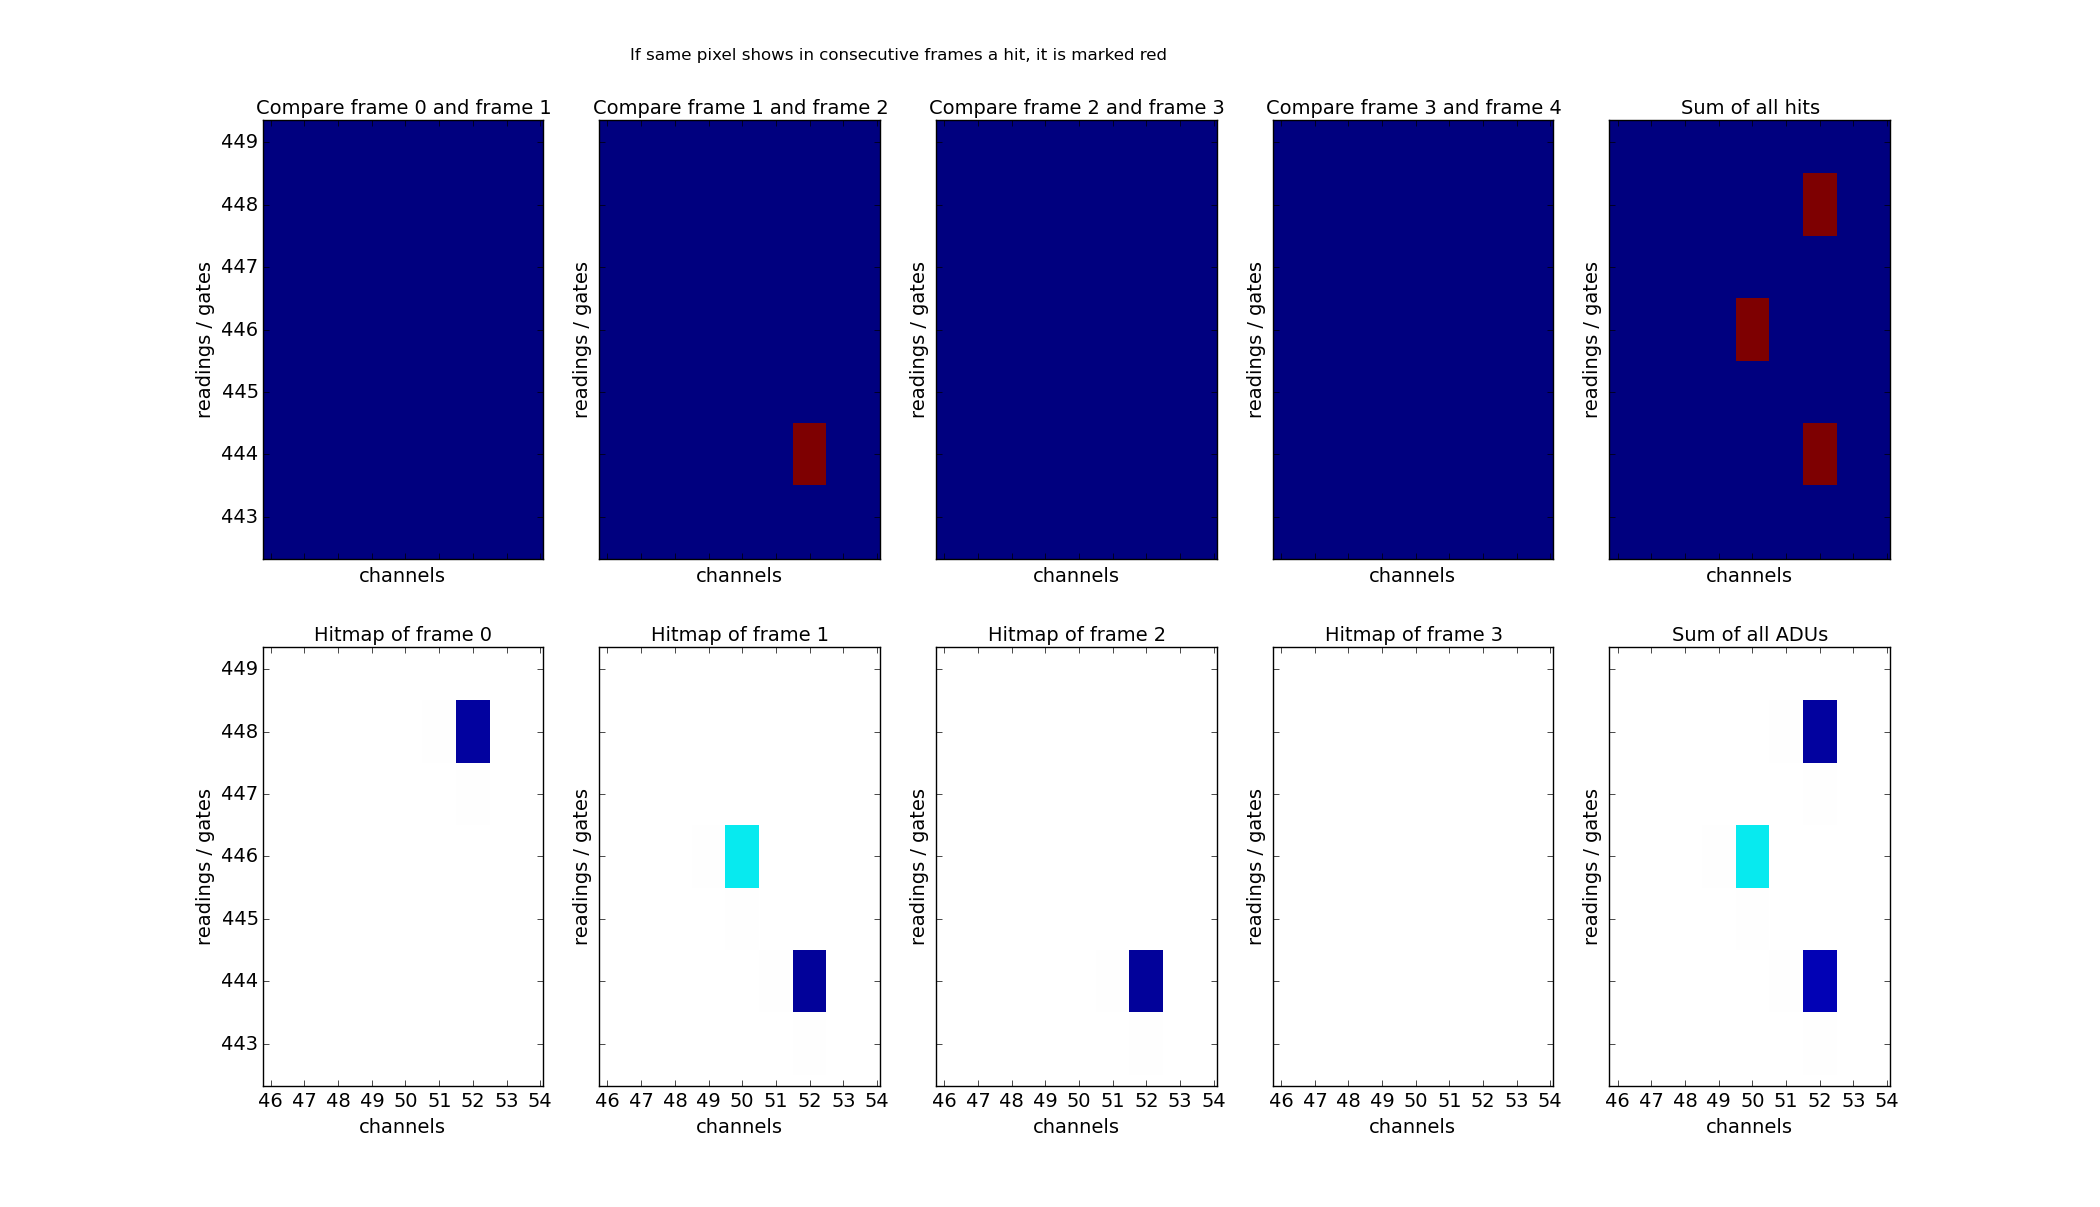 If same pixel shows in consecutive frames a hit, it is marked red
Compare frame 0 and frame 1
Compare frame 1 and frame 2
Compare frame 2 and frame 3
Compare frame 3 and frame 4
Sum of all hits
449
448
447
446
445
444
443
readings / gates
readings / gates
readings / gates
readings / gates
readings / gates
channels
channels
channels
channels
channels
Hitmap of frame 0
Hitmap of frame 1
Hitmap of frame 2
Hitmap of frame 3
Sum of all ADUs
449
448
447
446
445
444
443
readings / gates
readings / gates
readings / gates
readings / gates
readings / gates
46 47 48 49 50 51 52 53 54
46 47 48 49 50 51 52 53 54
46 47 48 49 50 51 52 53 54
46 47 48 49 50 51 52 53 54
46 47 48 49 50 51 52 53 54
channels
channels
channels
channels
channels